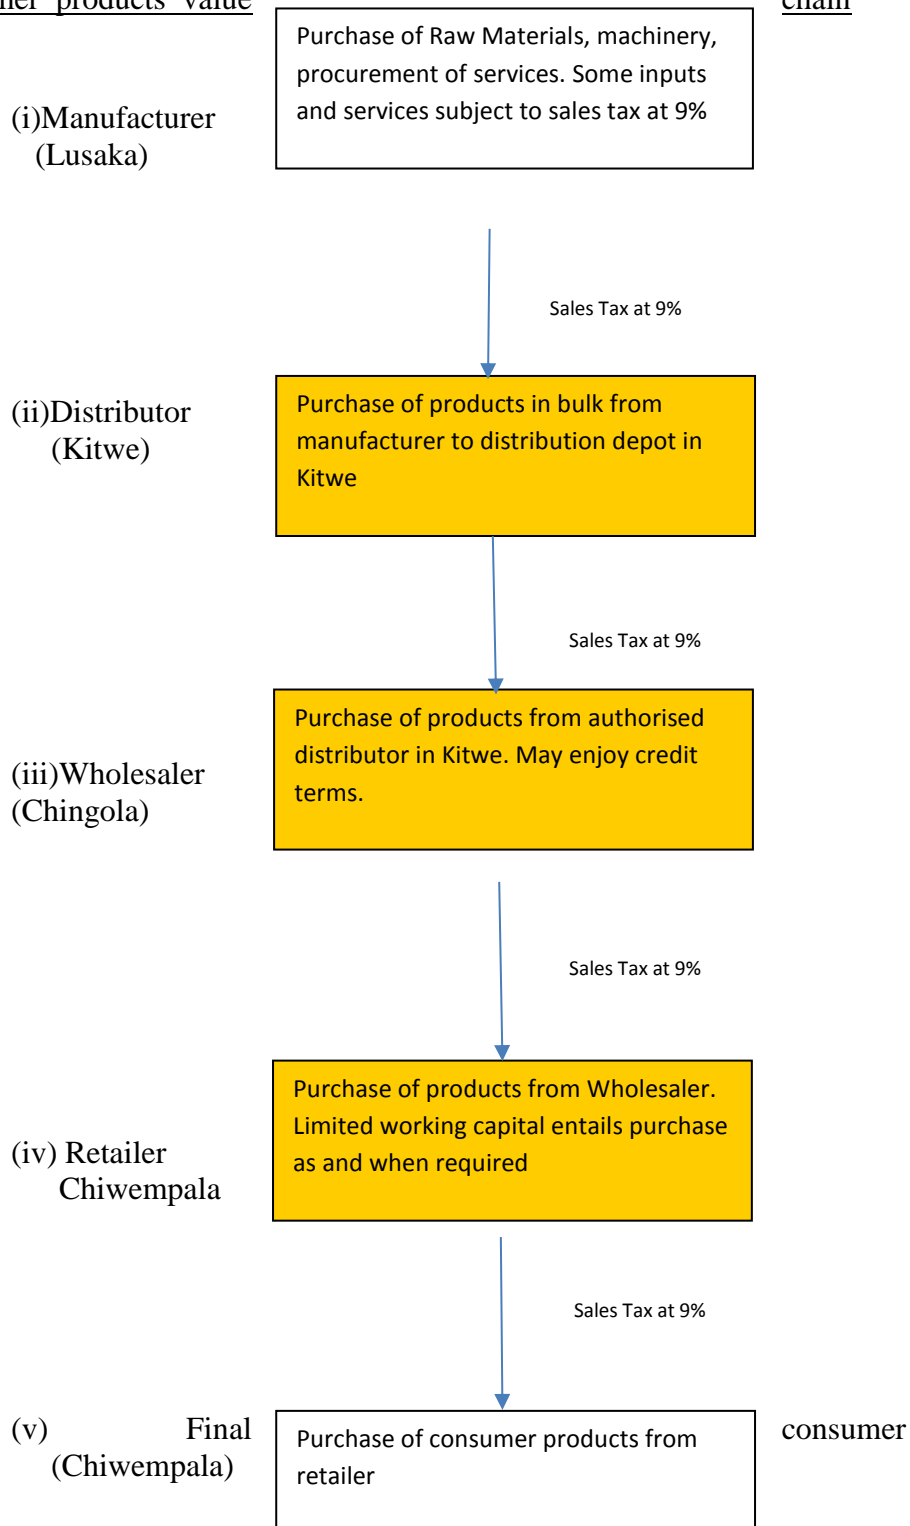 products value chain
Purchase of Raw Materials, machinery,
procurement of services. Some inputs
and services subject to sales tax at 9%
(i)Manufacturer
(Lusaka)
Sales Tax at 9%
(ii)Distributor
(Kitwe)
Purchase of products in bulk from
manufacturer to distribution depot in
Kitwe
Sales Tax at 9%
(iii)Wholesaler
(Chingola)
Purchase of products from authorised
distributor in Kitwe. May enjoy credit
terms.
Sales Tax at 9%
(iv) Retailer
Chiwempala
Purchase of products from Wholesaler.
Limited working capital entails purchase
as and when required
Sales Tax at 9%
(v) Final consumer
(Chiwempala)
Purchase of consumer products from
retailer